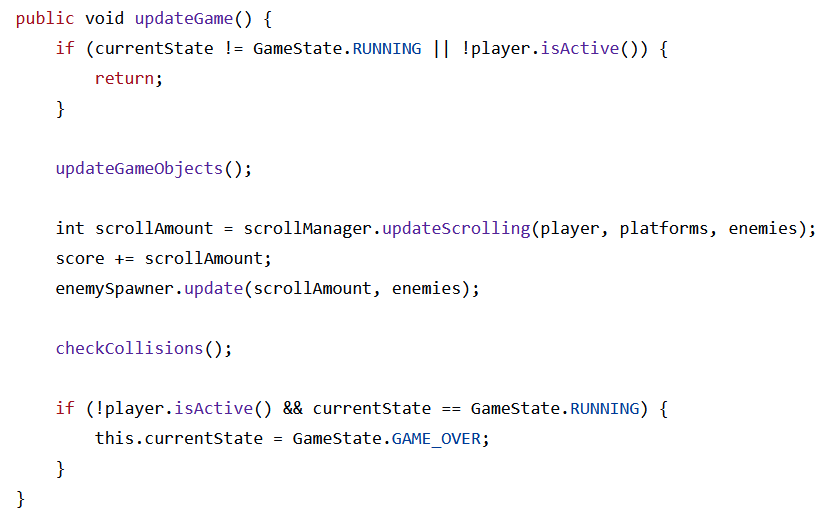 public void updateGame() {
    if (currentState != GameState.RUNNING || !player.isActive()) {
        return;
    }

    updateGameObjects();

    int scrollAmount = scrollManager.updateScrolling(player, platforms, enemies);
    score += scrollAmount;
    enemySpawner.update(scrollAmount, enemies);

    checkCollisions();

    if (!player.isActive() && currentState == GameState.RUNNING) {
        this.currentState = GameState.GAME_OVER;
    }
}